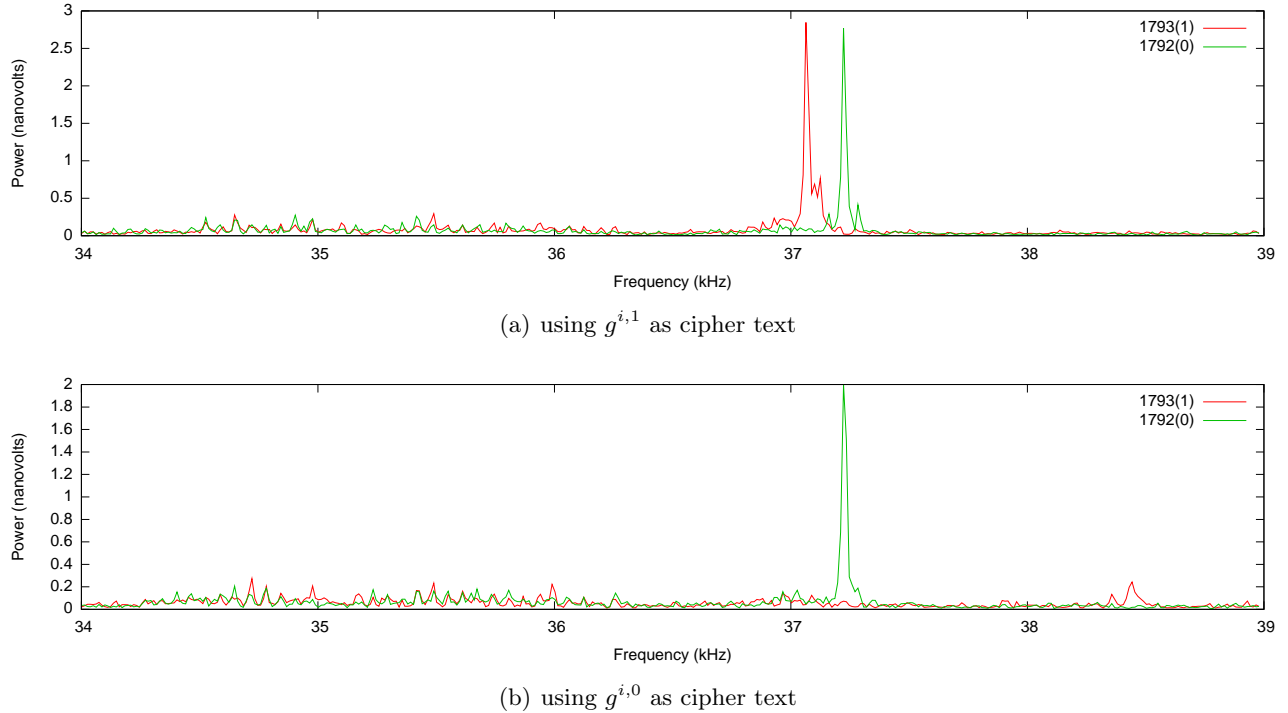 3
2.5
2
1.5
1
0.5
0
Power (nanovolts)
1793(1)
1792(0)
34 35 36 37 38 39
Frequency (kHz)
(a) using g^{i,1} as cipher text
2
1.8
1.6
1.4
1.2
1
0.8
0.6
0.4
0.2
0
Power (nanovolts)
1793(1)
1792(0)
34 35 36 37 38 39
Frequency (kHz)
(b) using g^{i,0} as cipher text